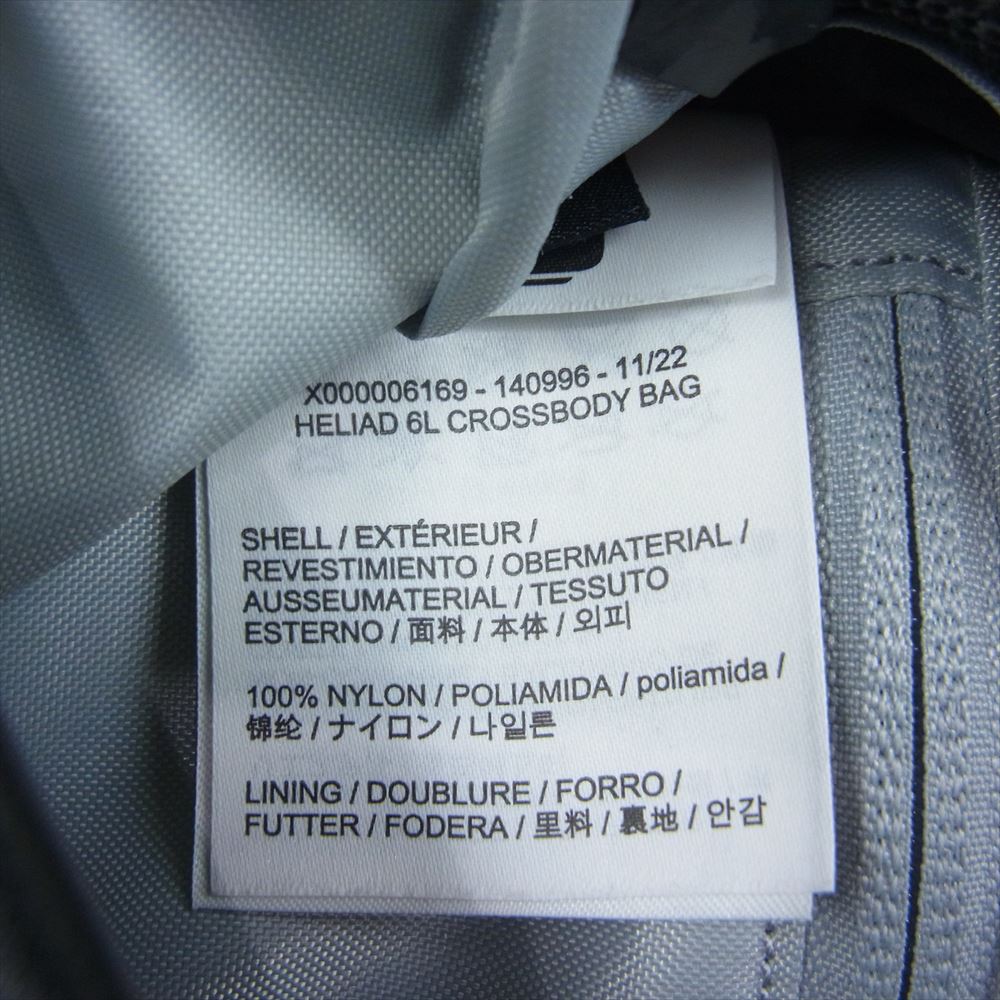 X000006169 - 140996 - 11/22
HELIAD 6L CROSSBODY BAG
SHELL / EXTÉRIEUR /
REVESTIMIENTO / OBERMATERIAL /
AUSSEUMATERIAL / TESSUTO
ESTERNO / 面料 / 本体 / 외피
100% NYLON / POLIAMIDA / poliamida /
锦纶 / ナイロン / 나일론
LINING / DOUBLURE / FORRO /
FUTTER / FODERA / 里料 / 裏地 / 안감